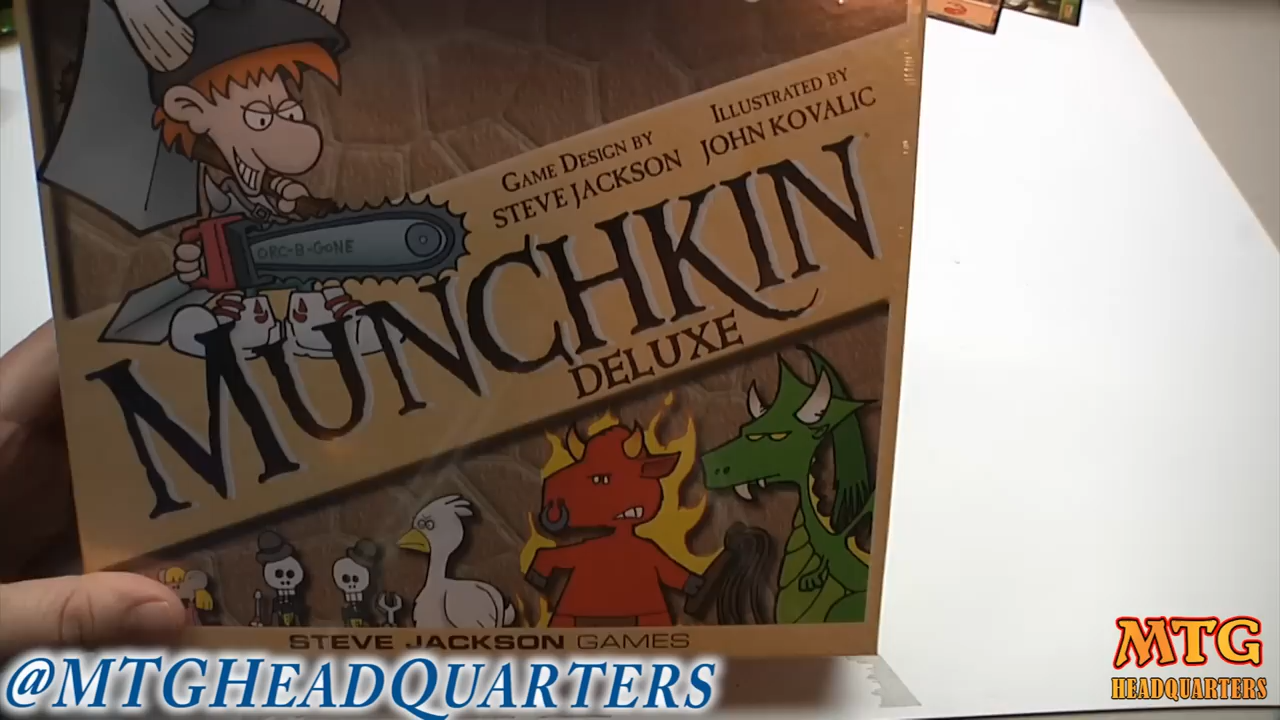 GAME DESIGN BY
STEVE JACKSON
ILLUSTRATED BY
JOHN KOVALIC
ORC-B-GONE
MUNCHKIN
DELUXE
STEVE JACKSON GAMES
@MTGHEADQUARTERS
MTG
HEADQUARTERS